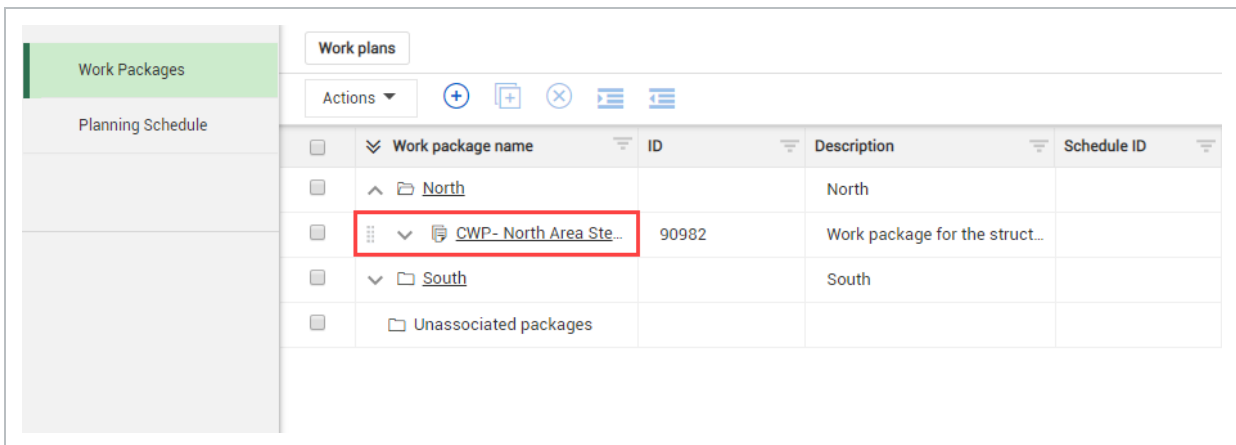 Work Packages
Planning Schedule
Work plans
Actions
Work package name ID Description Schedule ID
North North
CWP- North Area Ste... 90982 Work package for the struct...
South South
Unassociated packages